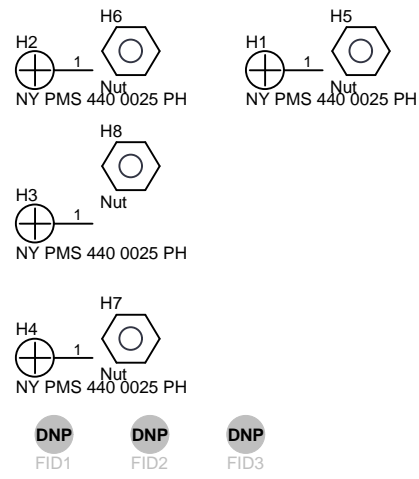 H6
H2
1
Nut
NY PMS 440 0025 PH
H5
H1
1
Nut
NY PMS 440 0025 PH
H8
H3
1
Nut
NY PMS 440 0025 PH
H7
H4
1
Nut
NY PMS 440 0025 PH
DNP DNP DNP
FID1 FID2 FID3